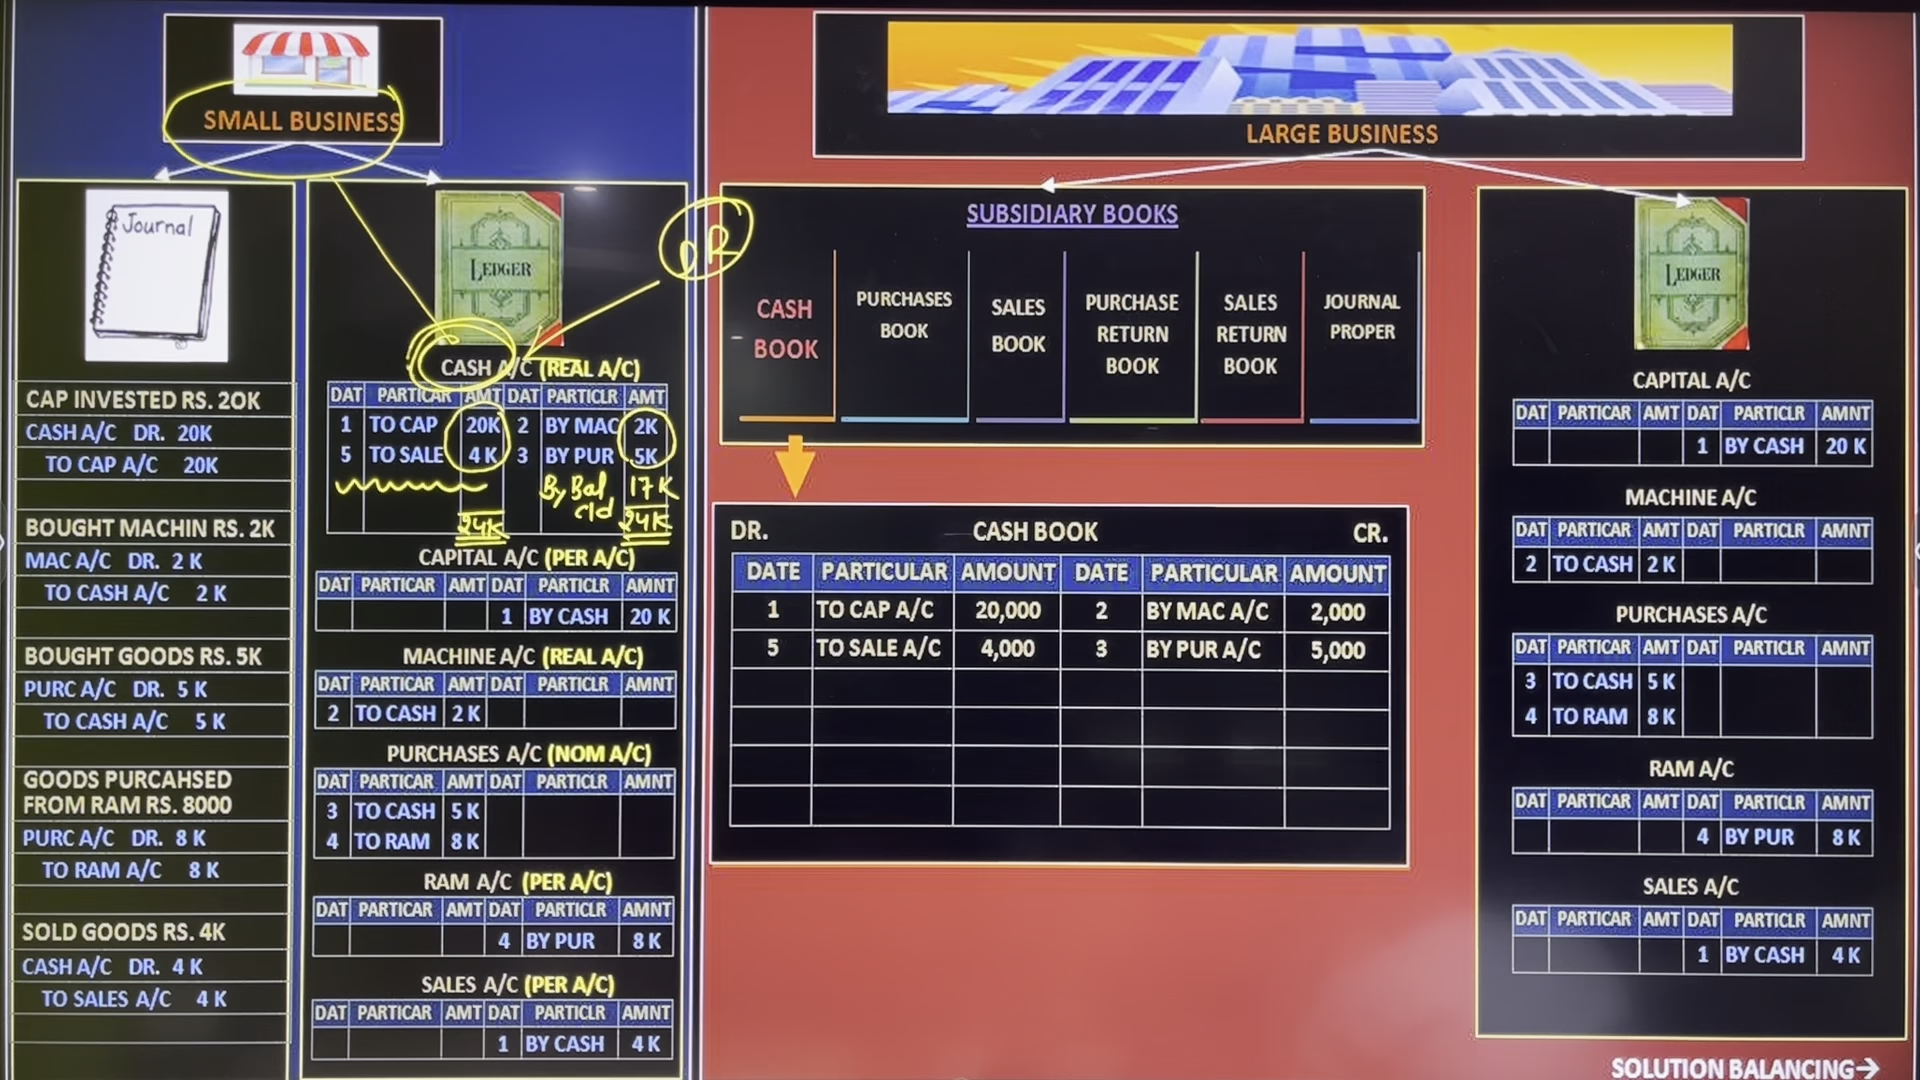 SMALL BUSINESS
Journal
CAP INVESTED RS. 20K
CASH A/C DR. 20K
TO CAP A/C 20K
BOUGHT MACHIN RS. 2K
MAC A/C DR. 2 K
TO CASH A/C 2 K
BOUGHT GOODS RS. 5K
PURC A/C DR. 5 K
TO CASH A/C 5 K
GOODS PURCAHSED
FROM RAM RS. 8000
PURC A/C DR. 8 K
TO RAM A/C 8 K
SOLD GOODS RS. 4K
CASH A/C DR. 4 K
TO SALES A/C 4 K
LEDGER
DR
CASH A/C (REAL A/C)
DAT PARTICAR AMT DAT PARTICLR AMT
1 TO CAP 20K 2 BY MAC 2K
5 TO SALE 4 K 3 BY PUR 5K
By Bal 17K
c/d
24K 24K
CAPITAL A/C (PER A/C)
DAT PARTICAR AMT DAT PARTICLR AMNT
1 BY CASH 20 K
MACHINE A/C (REAL A/C)
DAT PARTICAR AMT DAT PARTICLR AMNT
2 TO CASH 2 K
PURCHASES A/C (NOM A/C)
DAT PARTICAR AMT DAT PARTICLR AMNT
3 TO CASH 5 K
4 TO RAM 8K
RAM A/C (PER A/C)
DAT PARTICAR AMT DAT PARTICLR AMNT
4 BY PUR 8 K
SALES A/C (PER A/C)
DAT PARTICAR AMT DAT PARTICLR AMNT
1 BY CASH 4 K
LARGE BUSINESS
SUBSIDIARY BOOKS
CASH BOOK
PURCHASES BOOK
SALES BOOK
PURCHASE RETURN BOOK
SALES RETURN BOOK
JOURNAL PROPER
DR. CASH BOOK CR.
DATE PARTICULAR AMOUNT DATE PARTICULAR AMOUNT
1 TO CAP A/C 20,000 2 BY MAC A/C 2,000
5 TO SALE A/C 4,000 3 BY PUR A/C 5,000
LEDGER
CAPITAL A/C
DAT PARTICAR AMT DAT PARTICLR AMNT
1 BY CASH 20 K
MACHINE A/C
DAT PARTICAR AMT DAT PARTICLR AMNT
2 TO CASH 2 K
PURCHASES A/C
DAT PARTICAR AMT DAT PARTICLR AMNT
3 TO CASH 5 K
4 TO RAM 8 K
RAM A/C
DAT PARTICAR AMT DAT PARTICLR AMNT
4 BY PUR 8 K
SALES A/C
DAT PARTICAR AMT DAT PARTICLR AMNT
1 BY CASH 4 K
SOLUTION BALANCING→